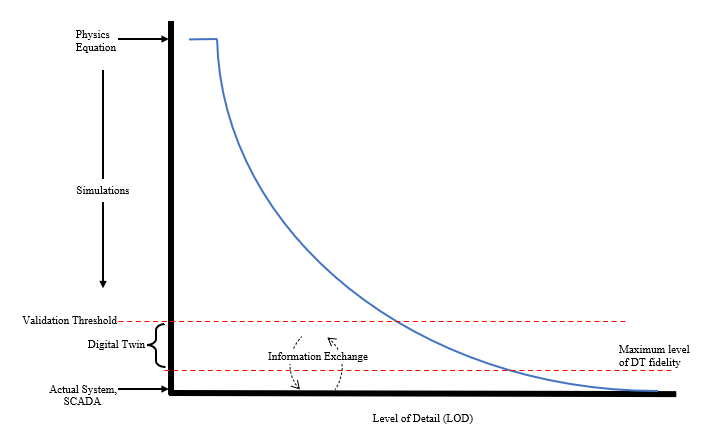 Physics
Equation
Simulations
Validation Threshold
Digital Twin
Information Exchange
Maximum level
of DT fidelity
Actual System,
SCADA
Level of Detail (LOD)